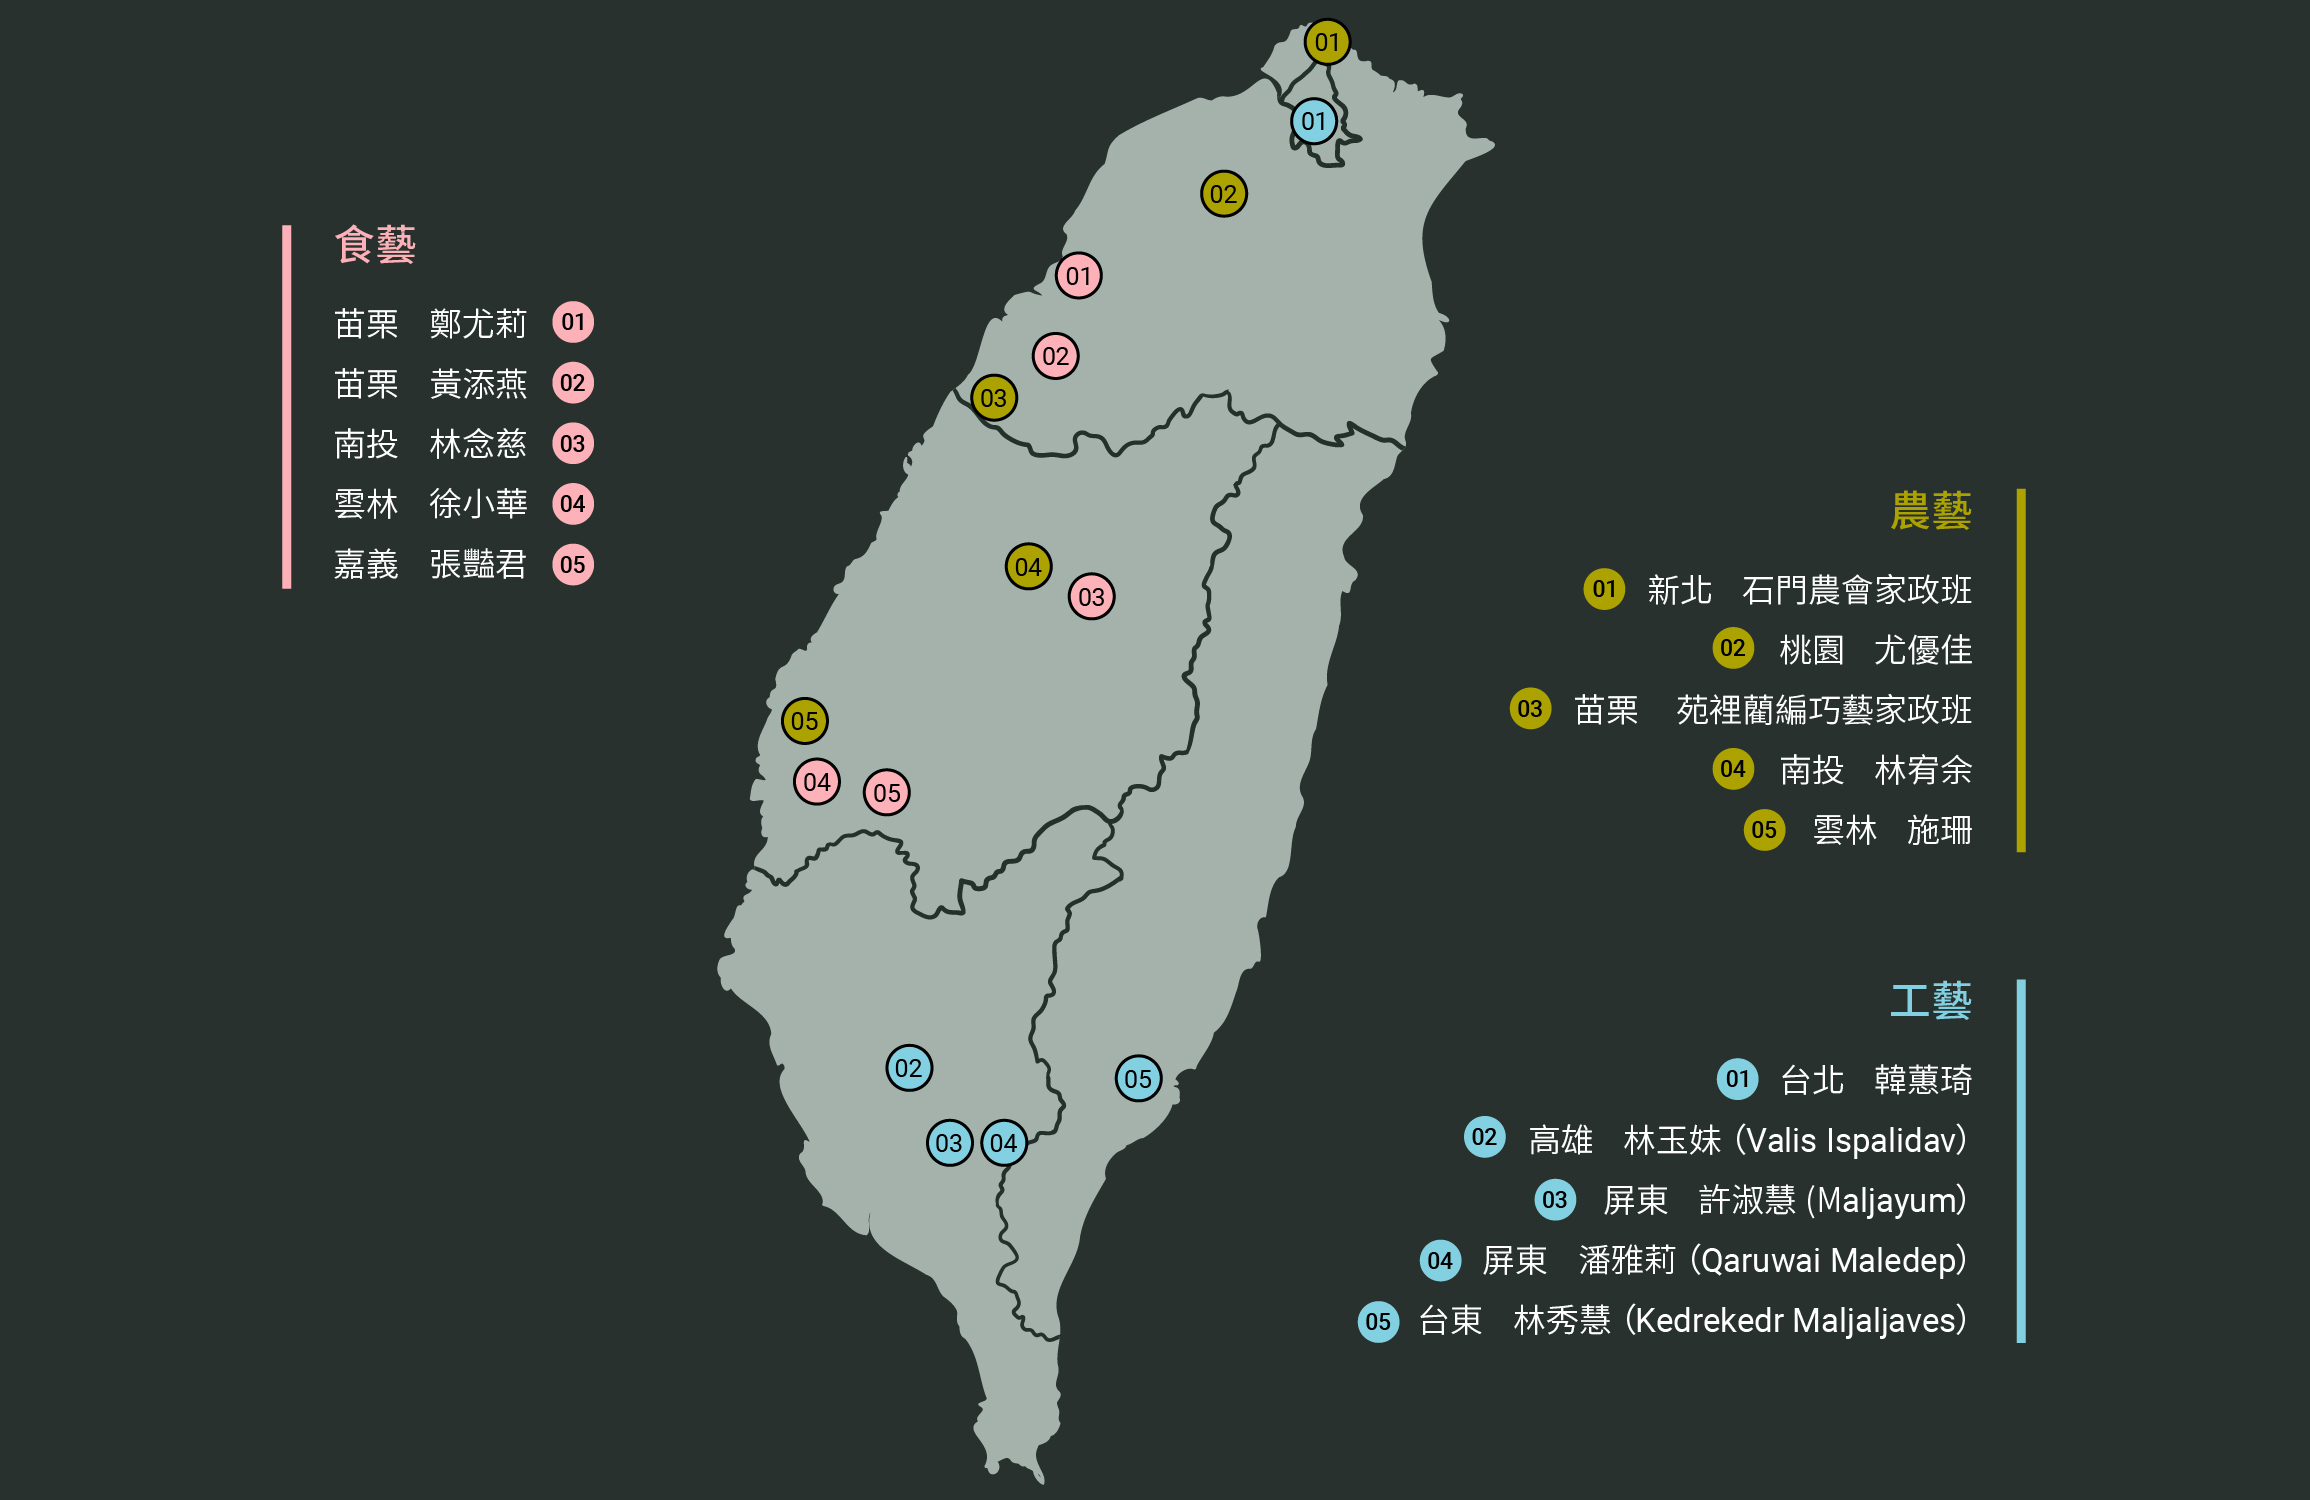 01
01
02
01
02
03
04
03
05
04
05
02
05
03
04
食藝
苗栗 鄭尤莉 01
苗栗 黃添燕 02
南投 林念慈 03
雲林 徐小華 04
嘉義 張豔君 05
農藝
01 新北 石門農會家政班
02 桃園 尤優佳
03 苗栗 苑裡藺編巧藝家政班
04 南投 林宥余
05 雲林 施珊
工藝
01 台北 韓蕙琦
02 高雄 林玉妹（Valis Ispalidav）
03 屏東 許淑慧（Maljayum）
04 屏東 潘雅莉（Qaruwai Maledep）
05 台東 林秀慧（Kedrekedr Maljaljaves）